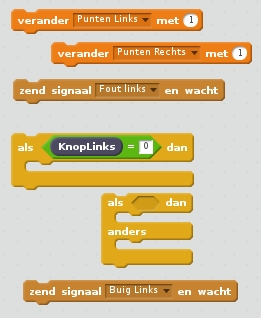 verander Punten Links met 1
verander Punten Rechts met 1
zend signaal Fout links en wacht
als KnopLinks = 0 dan
als dan
anders
zend signaal Buig Links en wacht